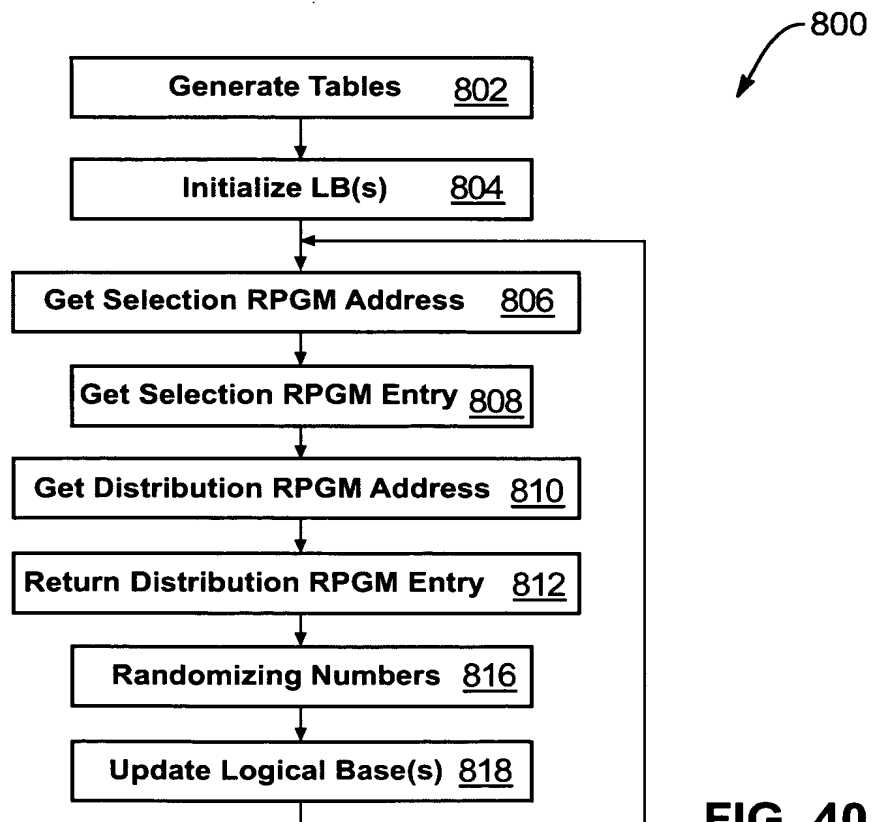 800
Generate Tables 802
Initialize LB(s) 804
Get Selection RPGM Address 806
Get Selection RPGM Entry 808
Get Distribution RPGM Address 810
Return Distribution RPGM Entry 812
Randomizing Numbers 816
Update Logical Base(s) 818
FIG. 40